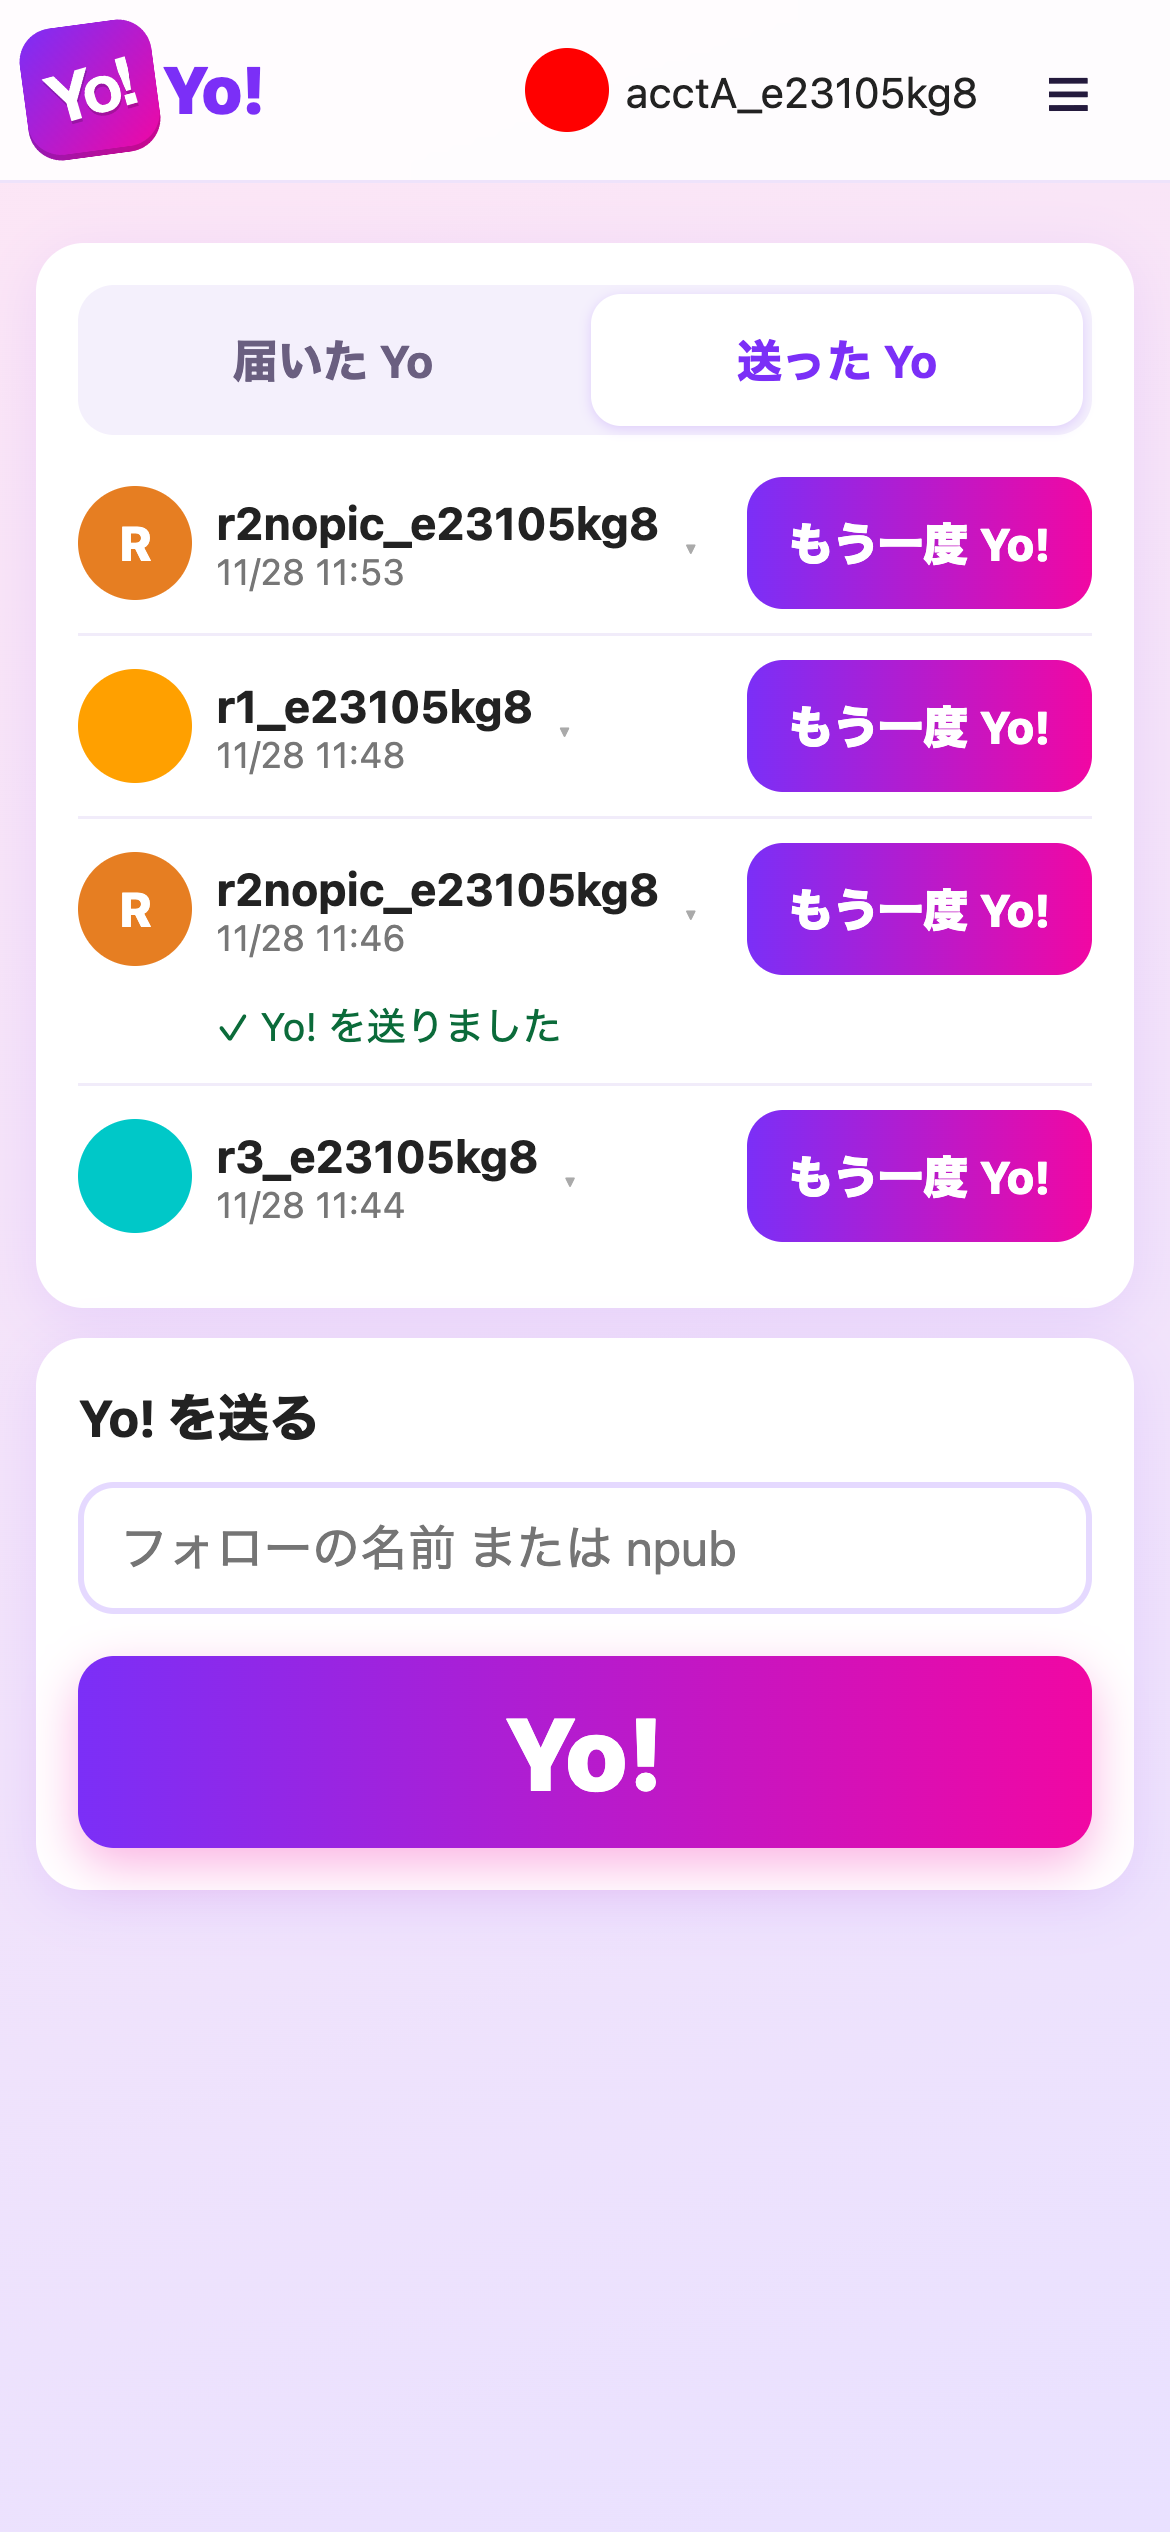 Yo! Yo! acctA_e23105kg8
届いた Yo 送った Yo
R r2nopic_e23105kg8 ▾ もう一度 Yo!
11/28 11:53
r1_e23105kg8 ▾ もう一度 Yo!
11/28 11:48
R r2nopic_e23105kg8 ▾ もう一度 Yo!
11/28 11:46
✓ Yo! を送りました
r3_e23105kg8 ▾ もう一度 Yo!
11/28 11:44
Yo! を送る
フォローの名前 または npub
Yo!